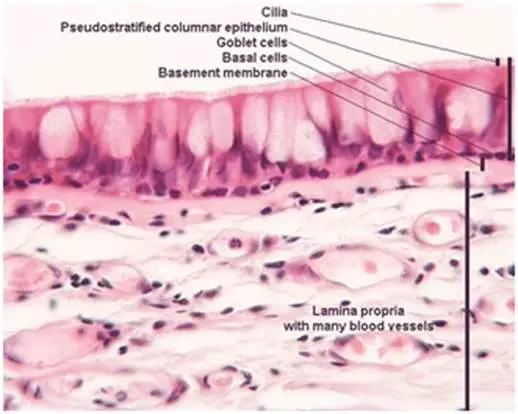 Cilia
Pseudostratified columnar epithelium
Goblet cells
Basal cells
Basement membrane
Lamina propria
with many blood vessels